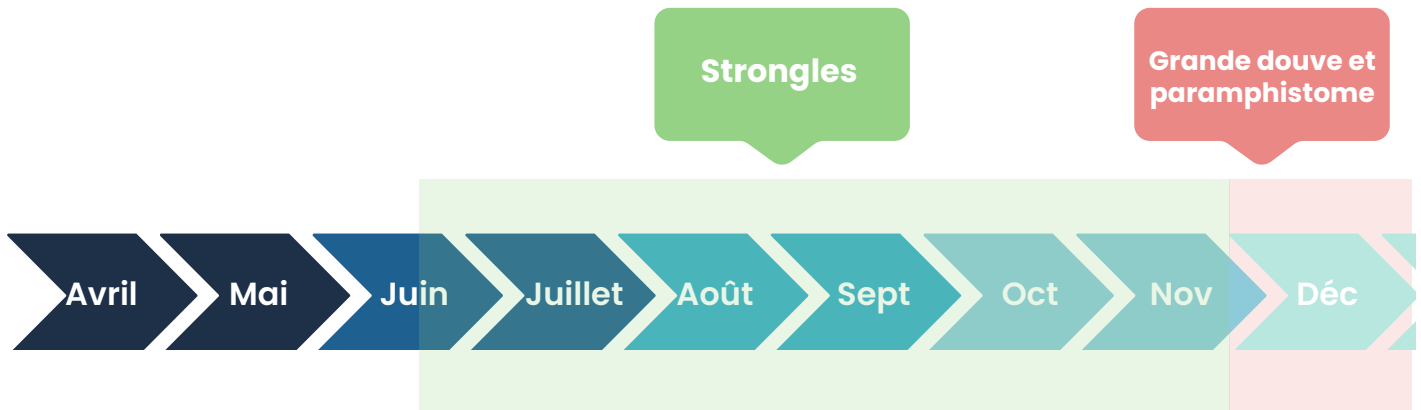 Strongles
Grande douve et
paramphistome
Avril
Mai
Juin
Juillet
Août
Sept
Oct
Nov
Déc